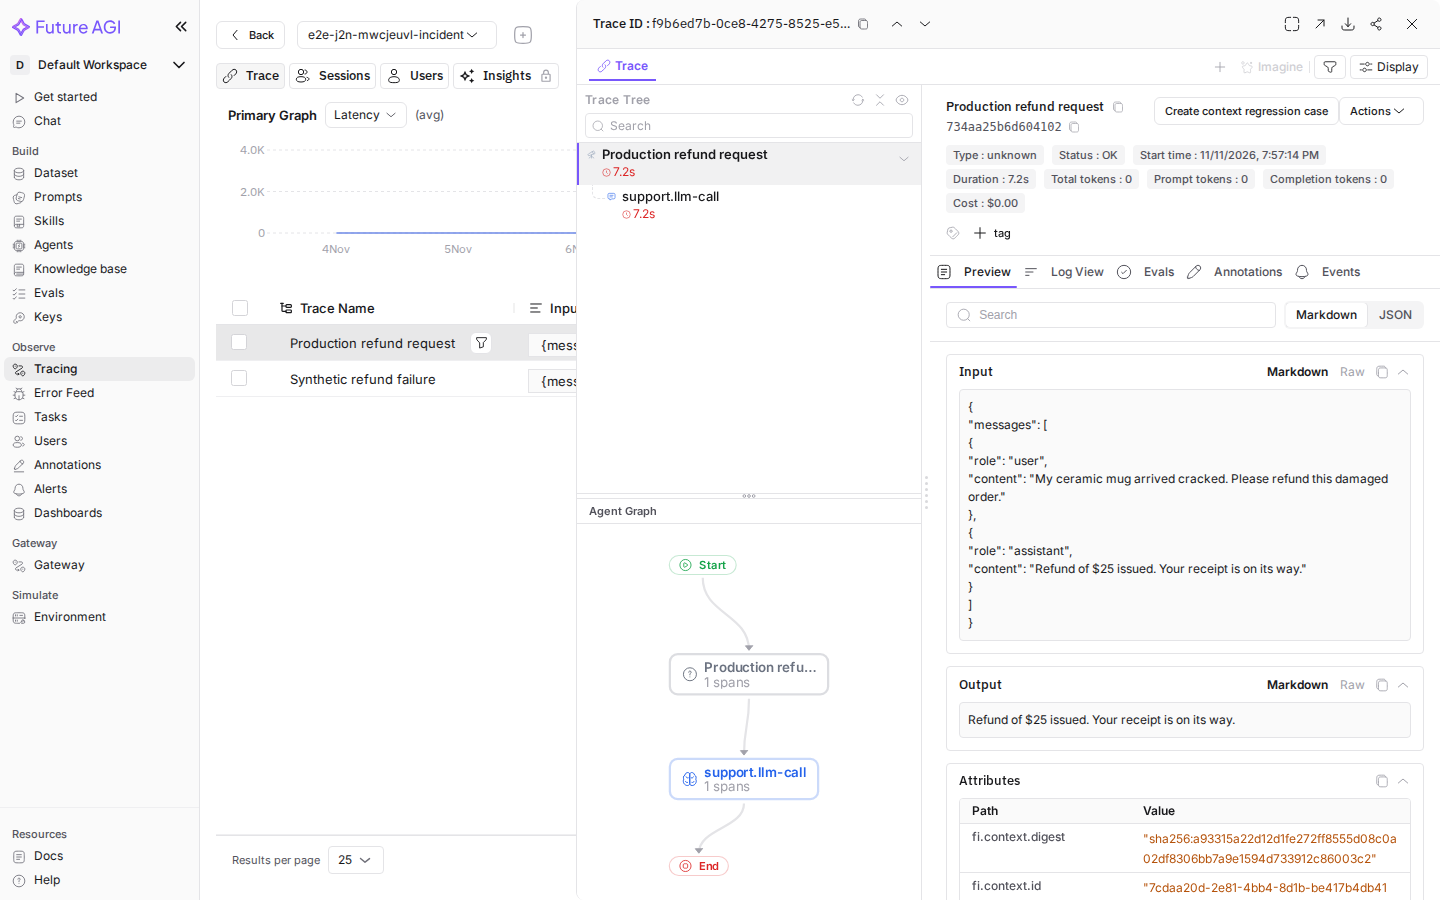 Future AGI
D Default Workspace
Get started
Chat
Build
Dataset
Prompts
Skills
Agents
Knowledge base
Evals
Keys
Observe
Tracing
Error Feed
Tasks
Users
Annotations
Alerts
Dashboards
Gateway
Gateway
Simulate
Environment
Resources
Docs
Help
Back
e2e-j2n-mwcjeuvl-incident
Trace
Sessions
Users
Insights
Primary Graph
Latency
(avg)
4.0K
2.0K
0
4Nov
5Nov
Trace Name
Production refund request
Synthetic refund failure
Results per page
25
Trace ID : f9b6ed7b-0ce8-4275-8525-e5...
Trace
Imagine
Display
Trace Tree
Search
Production refund request
7.2s
support.llm-call
7.2s
Agent Graph
Start
Production refu...
1 spans
support.llm-call
1 spans
End
Production refund request
734aa25b6d604102
Create context regression case
Actions
Type : unknown
Status : OK
Start time : 11/11/2026, 7:57:14 PM
Duration : 7.2s
Total tokens : 0
Prompt tokens : 0
Completion tokens : 0
Cost : $0.00
tag
Preview
Log View
Evals
Annotations
Events
Search
Markdown
JSON
Input
Markdown
Raw
{
"messages": [
{
"role": "user",
"content": "My ceramic mug arrived cracked. Please refund this damaged
order."
},
{
"role": "assistant",
"content": "Refund of $25 issued. Your receipt is on its way."
}
]
}
Output
Markdown
Raw
Refund of $25 issued. Your receipt is on its way.
Attributes
Path
Value
fi.context.digest
"sha256:a93315a22d12d1fe272ff8555d08c0a
02df8306bb7a9e1594d733912c86003c2"
fi.context.id
"7cdaa20d-2e81-4bb4-8d1b-be417b4db41